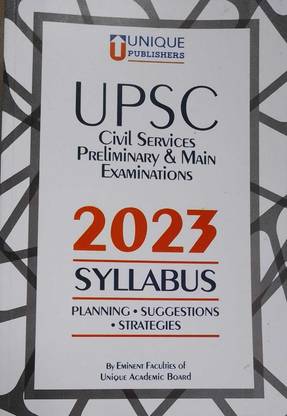 UNIQUE
PUBLISHERS
UPSC
Civil Services
Preliminary & Main
Examinations
2023
SYLLABUS
PLANNING • SUGGESTIONS
• STRATEGIES
By Eminent Faculties of
Unique Academic Board